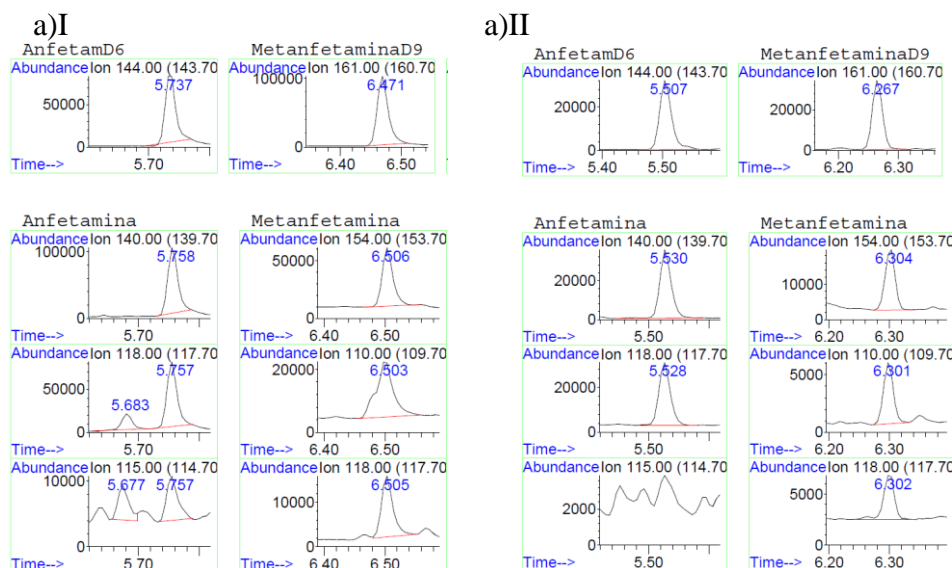 a)I
a)II
AnfetamD6
MetanfetaminaD9
Abundance Ion 144.00 (143.70
5.737
50000
0
5.70
Time-->
Ion 161.00 (160.70
100000
6.471
0
6.40 6.50
Time-->
AnfetamD6
MetanfetaminaD9
Abundance Ion 144.00 (143.70
5.507
20000
0
5.40 5.50
Time-->
Abundance Ion 161.00 (160.70
6.267
20000
0
6.20 6.30
Time-->
Anfetamina
Metanfetamina
Abundance Ion 140.00 (139.70
100000
5.758
0
5.70
Time-->
Abundance Ion 154.00 (153.70
6.506
50000
0
6.40 6.50
Time-->
Abundance Ion 118.00 (117.70
5.757
50000
5.683
0
5.70
Time-->
Abundance Ion 110.00 (109.70
20000
6.503
0
6.40 6.50
Time-->
Abundance Ion 115.00 (114.70
10000
5.677 5.757
0
5.70
Time-->
Abundance Ion 118.00 (117.70
6.505
10000
0
6.40 6.50
Time-->
Anfetamina
Metanfetamina
Abundance Ion 140.00 (139.70
5.530
20000
0
5.50
Time-->
Abundance Ion 154.00 (153.70
6.304
10000
0
6.20 6.30
Time-->
Abundance Ion 118.00 (117.70
5.528
20000
0
5.50
Time-->
Abundance Ion 110.00 (109.70
6.301
5000
0
6.20 6.30
Time-->
Abundance Ion 115.00 (114.70
2000
0
5.50
Time-->
Abundance Ion 118.00 (117.70
6.302
5000
0
6.20 6.30
Time-->